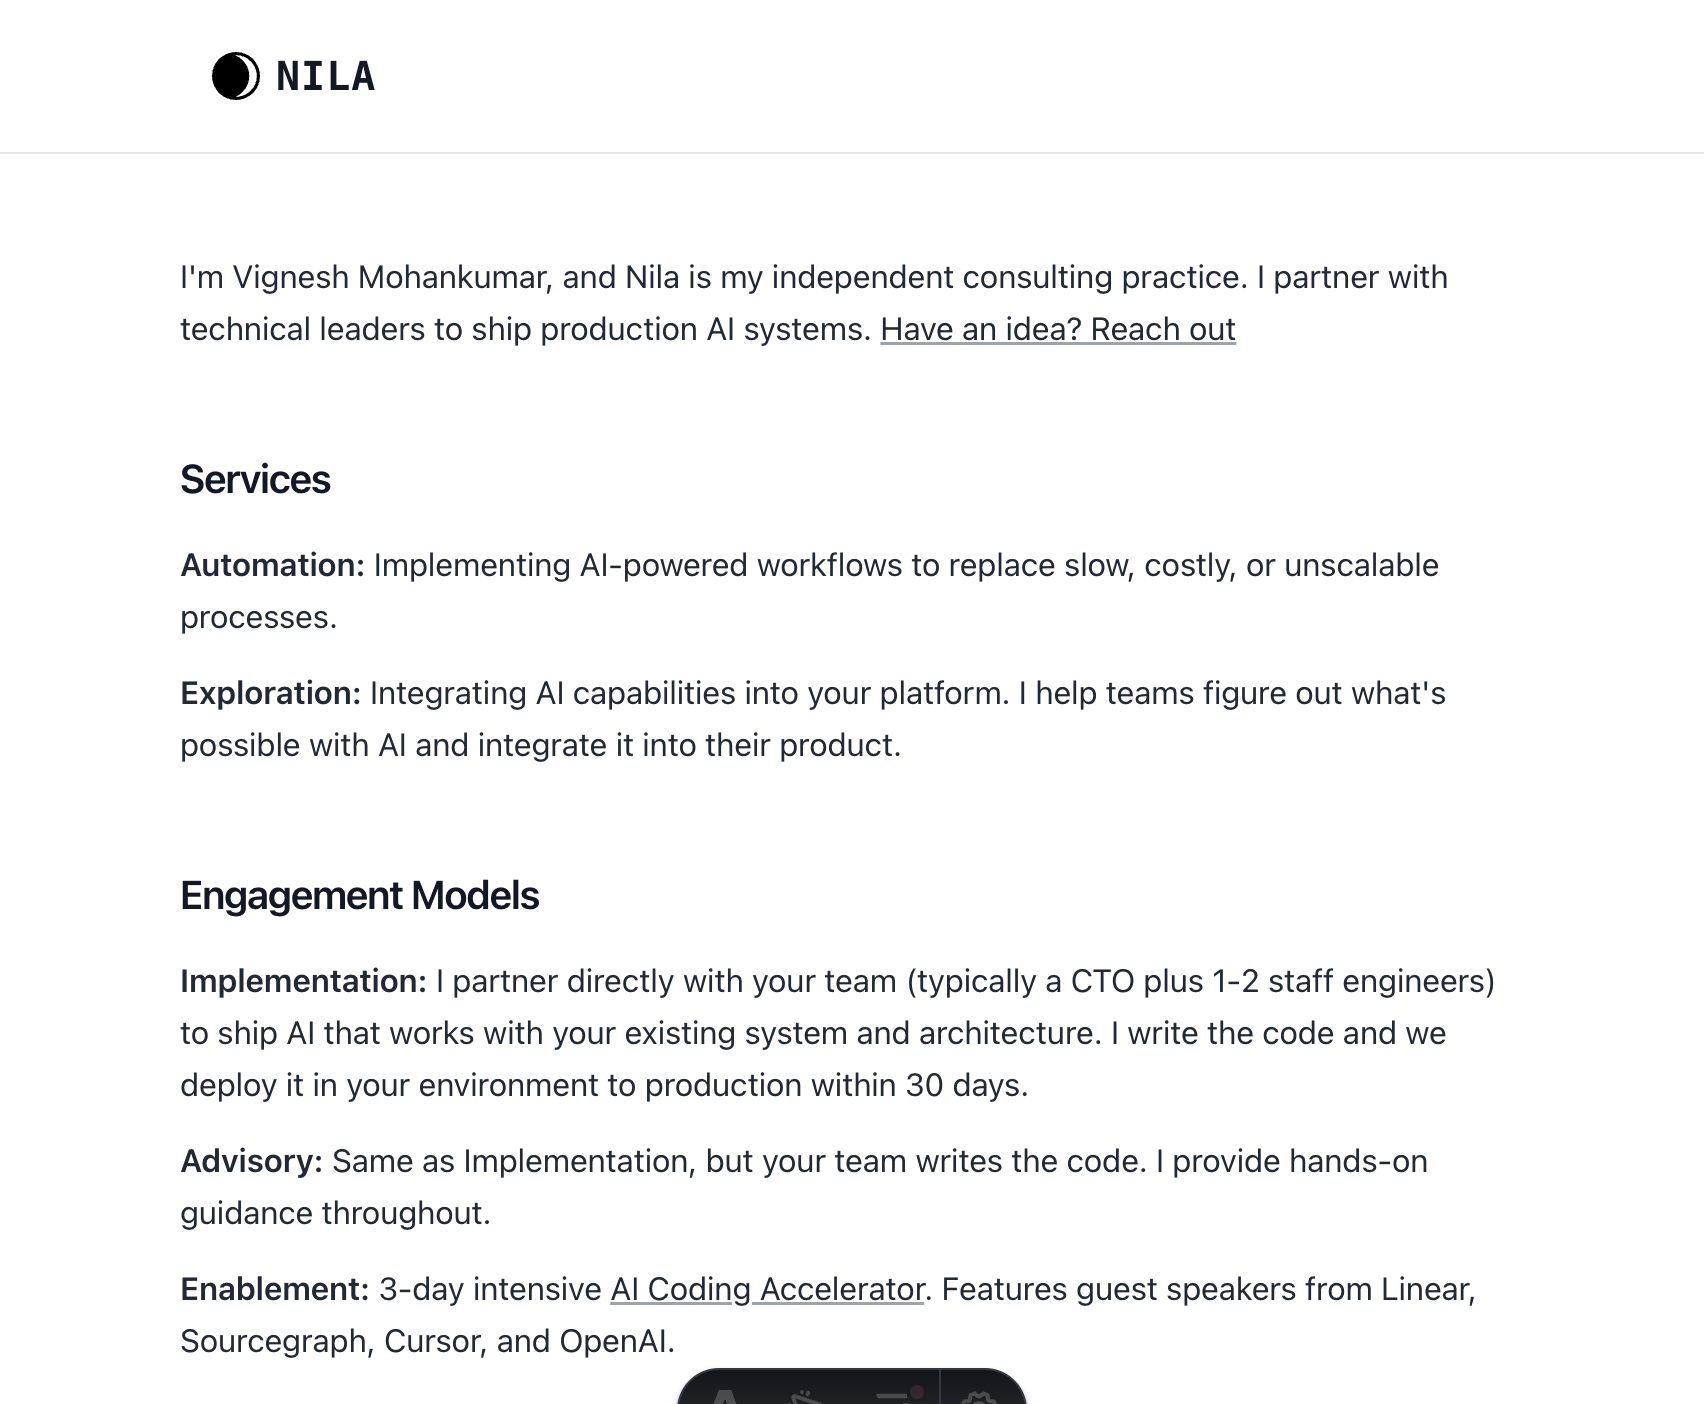 NILA
I'm Vignesh Mohankumar, and Nila is my independent consulting practice. I partner with
technical leaders to ship production AI systems. Have an idea? Reach out
Services
Automation: Implementing AI-powered workflows to replace slow, costly, or unscalable
processes.
Exploration: Integrating AI capabilities into your platform. I help teams figure out what's
possible with AI and integrate it into their product.
Engagement Models
Implementation: I partner directly with your team (typically a CTO plus 1-2 staff engineers)
to ship AI that works with your existing system and architecture. I write the code and we
deploy it in your environment to production within 30 days.
Advisory: Same as Implementation, but your team writes the code. I provide hands-on
guidance throughout.
Enablement: 3-day intensive AI Coding Accelerator. Features guest speakers from Linear,
Sourcegraph, Cursor, and OpenAI.